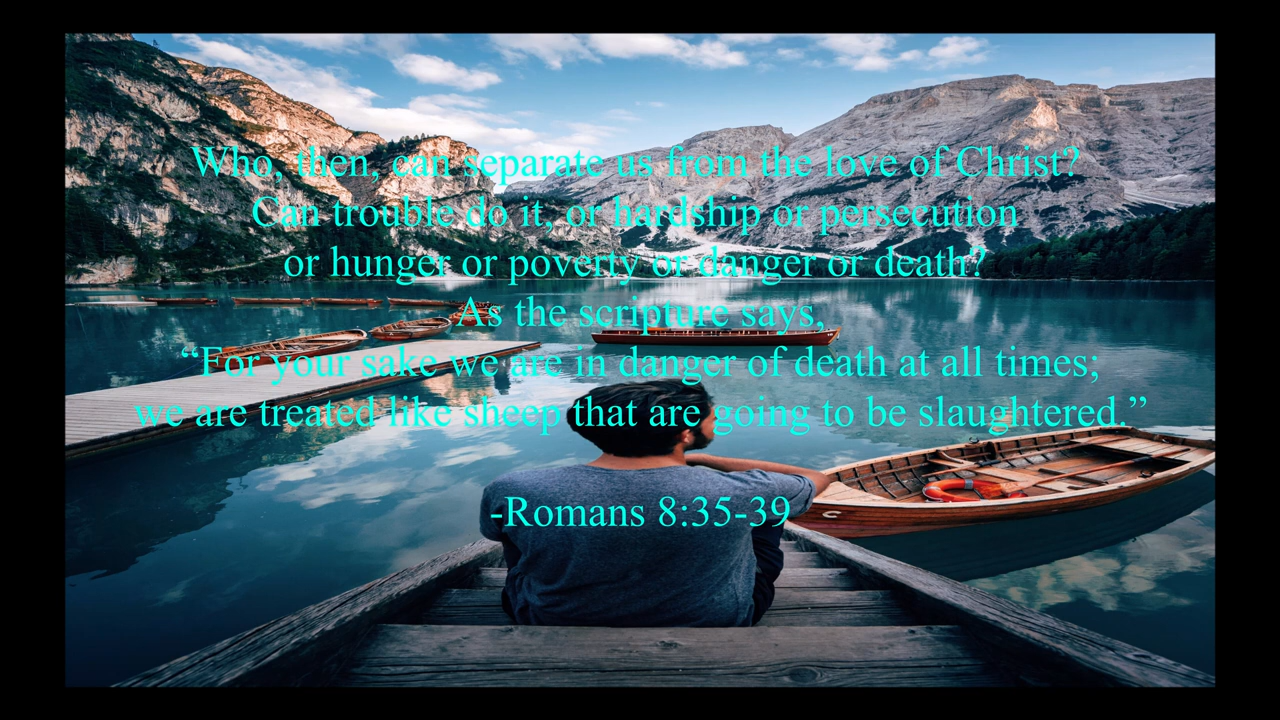 Who, then, can separate us from the love of Christ?
Can trouble do it, or hardship or persecution
or hunger or poverty or danger or death?
As the scripture says,
“For your sake we are in danger of death at all times;
we are treated like sheep that are going to be slaughtered.”
-Romans 8:35-39